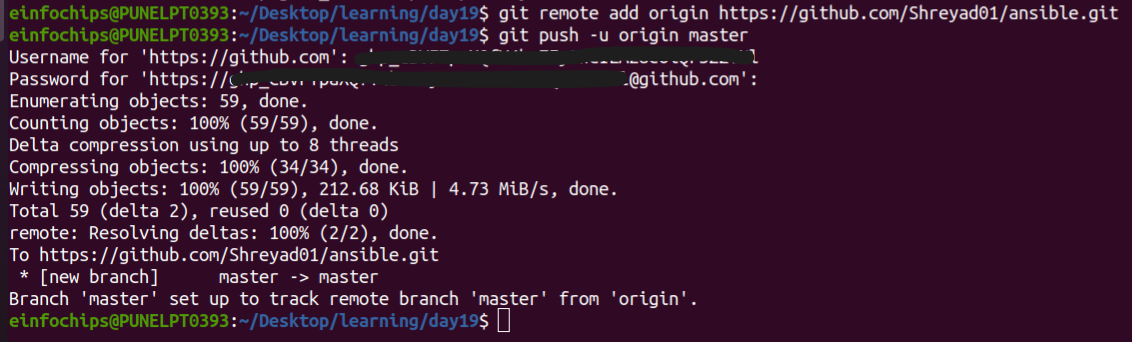 einfochips@PUNELPT0393:~/Desktop/learning/day19$ git remote add origin https://github.com/Shreyad01/ansible.git
einfochips@PUNELPT0393:~/Desktop/learning/day19$ git push -u origin master
Username for 'https://github.com':
Password for 'https://@github.com':
Enumerating objects: 59, done.
Counting objects: 100% (59/59), done.
Delta compression using up to 8 threads
Compressing objects: 100% (34/34), done.
Writing objects: 100% (59/59), 212.68 KiB | 4.73 MiB/s, done.
Total 59 (delta 2), reused 0 (delta 0)
remote: Resolving deltas: 100% (2/2), done.
To https://github.com/Shreyad01/ansible.git
 * [new branch]      master -> master
Branch 'master' set up to track remote branch 'master' from 'origin'.
einfochips@PUNELPT0393:~/Desktop/learning/day19$